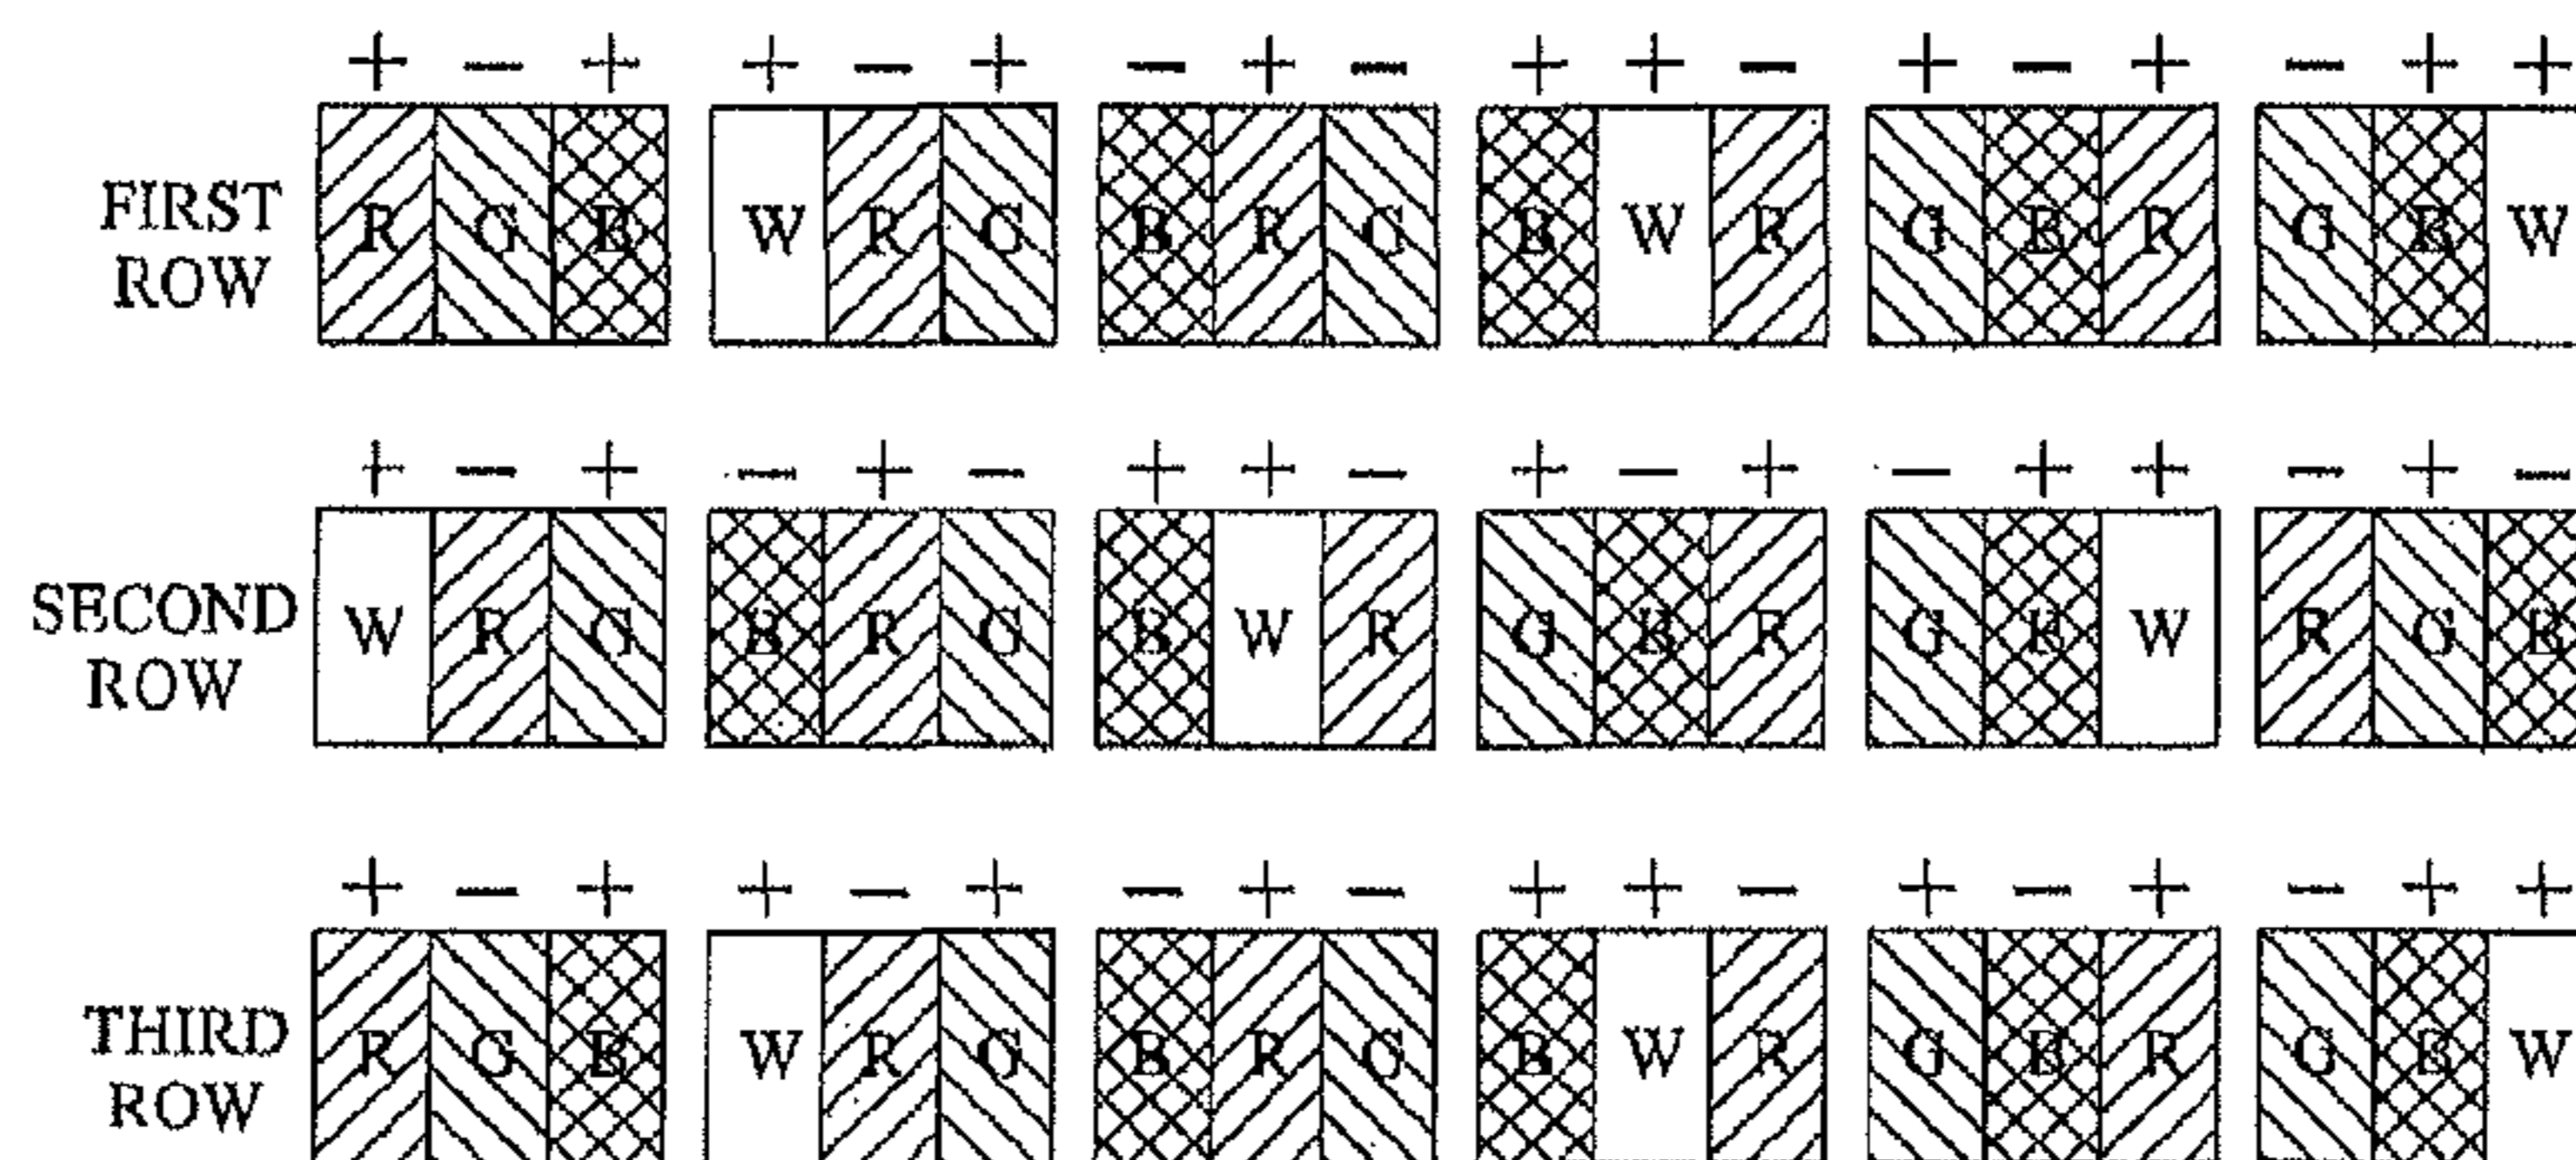 + − + + − + − + − + + − + − + − + +
FIRST
ROW
R G B W R G B R G B W R G B R G B W
+ − + − + − + + − + − + − + + − + −
SECOND
ROW
W R G B R G B W R G B R G B W R G B
+ − + + − + − + − + + − + − + − + +
THIRD
ROW
R G B W R G B R G B W R G B R G B W